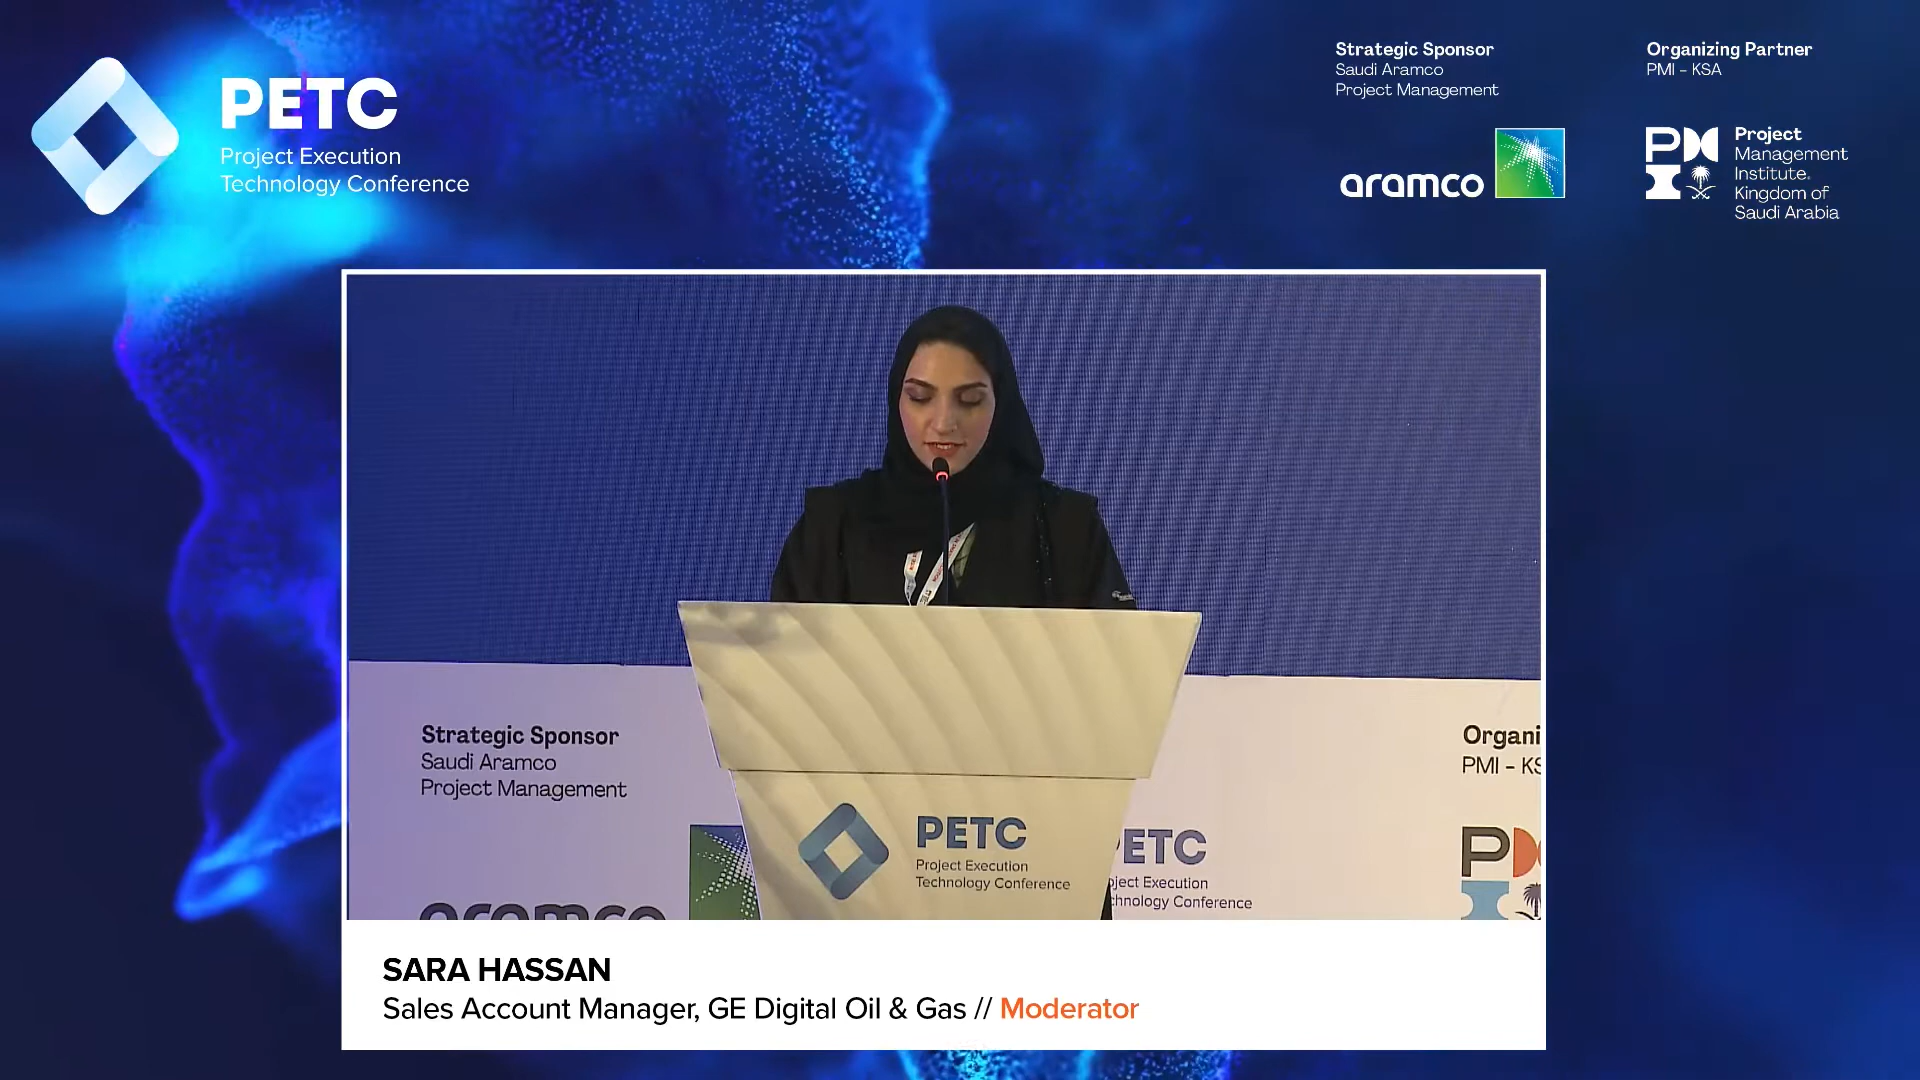 PETC
Project Execution
Technology Conference
Strategic Sponsor
Saudi Aramco
Project Management
aramco
Organizing Partner
PMI - KSA
PMI
Project
Management
Institute.
Kingdom of
Saudi Arabia
Strategic Sponsor
Saudi Aramco
Project Management
aramco
PETC
Project Execution
Technology Conference
ETC
ject Execution
chnology Conference
Organi
PMI - KS
SARA HASSAN
Sales Account Manager, GE Digital Oil & Gas // Moderator